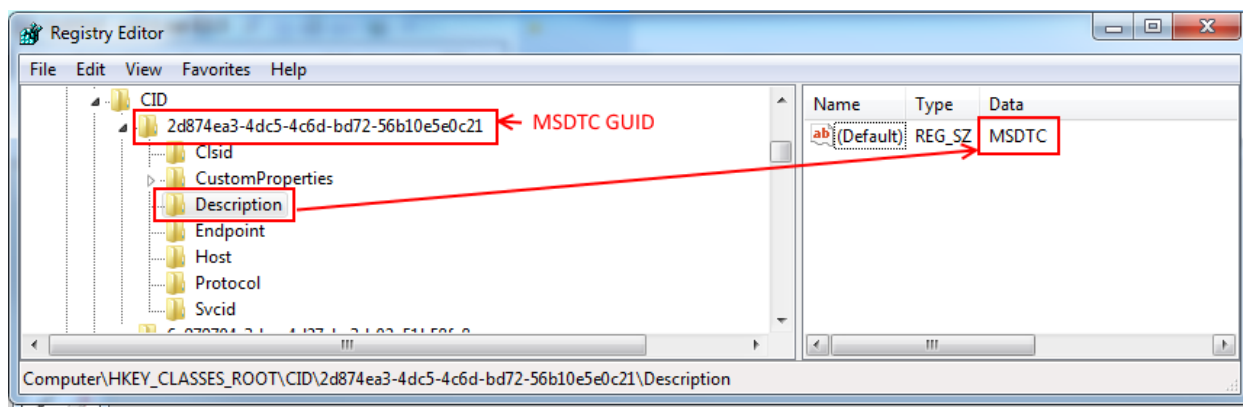 Registry Editor
File Edit View Favorites Help
CID
2d874ea3-4dc5-4c6d-bd72-56b10e5e0c21
MSDTC GUID
Clsid
CustomProperties
Description
Endpoint
Host
Protocol
Svcid
Name Type Data
ab (Default) REG_SZ MSDTC
Computer\HKEY_CLASSES_ROOT\CID\2d874ea3-4dc5-4c6d-bd72-56b10e5e0c21\Description